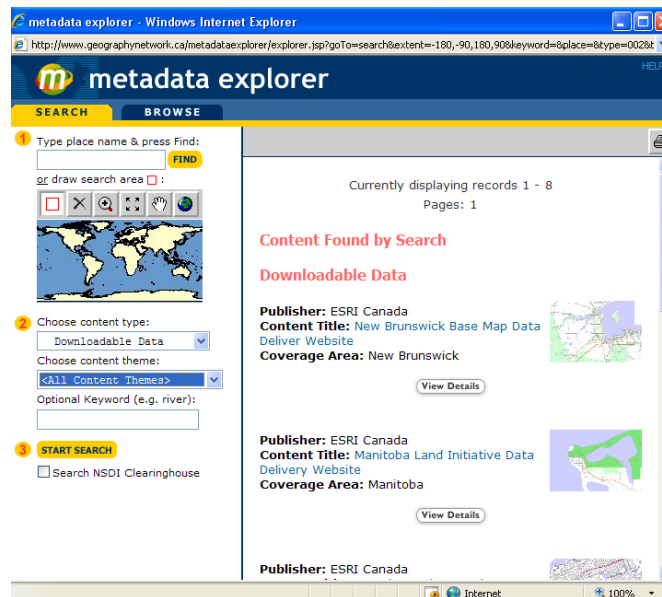 metadata explorer - Windows Internet Explorer
http://www.geographynetwork.ca/metadataexplorer/explorer.jsp?goTo=search&extent=-180,-90,180,90&keyword=&place=&type=002&t
m metadata explorer
HELP
SEARCH BROWSE
1 Type place name & press Find:
FIND
or draw search area :
2 Choose content type:
Downloadable Data
Choose content theme:
<All Content Themes>
Optional Keyword (e.g. river):
3 START SEARCH
Search NSDI Clearinghouse
Currently displaying records 1 - 8
Pages: 1
Content Found by Search
Downloadable Data
Publisher: ESRI Canada
Content Title: New Brunswick Base Map Data
Deliver Website
Coverage Area: New Brunswick
View Details
Publisher: ESRI Canada
Content Title: Manitoba Land Initiative Data
Delivery Website
Coverage Area: Manitoba
View Details
Publisher: ESRI Canada
Internet 100%